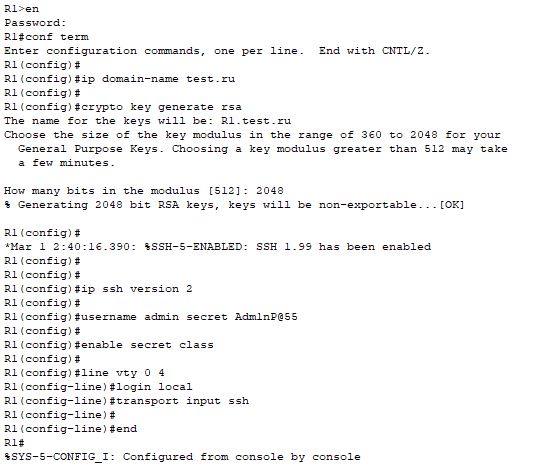 R1>en
Password:
R1#conf term
Enter configuration commands, one per line.  End with CNTL/Z.
R1(config)#
R1(config)#ip domain-name test.ru
R1(config)#
R1(config)#crypto key generate rsa
The name for the keys will be: R1.test.ru
Choose the size of the key modulus in the range of 360 to 2048 for your
  General Purpose Keys. Choosing a key modulus greater than 512 may take
  a few minutes.

How many bits in the modulus [512]: 2048
% Generating 2048 bit RSA keys, keys will be non-exportable...[OK]

R1(config)#
*Mar 1 2:40:16.390: %SSH-5-ENABLED: SSH 1.99 has been enabled
R1(config)#
R1(config)#
R1(config)#ip ssh version 2
R1(config)#
R1(config)#username admin secret Adm1nP@55
R1(config)#
R1(config)#enable secret class
R1(config)#
R1(config)#line vty 0 4
R1(config-line)#login local
R1(config-line)#transport input ssh
R1(config-line)#
R1(config-line)#end
R1#
%SYS-5-CONFIG_I: Configured from console by console